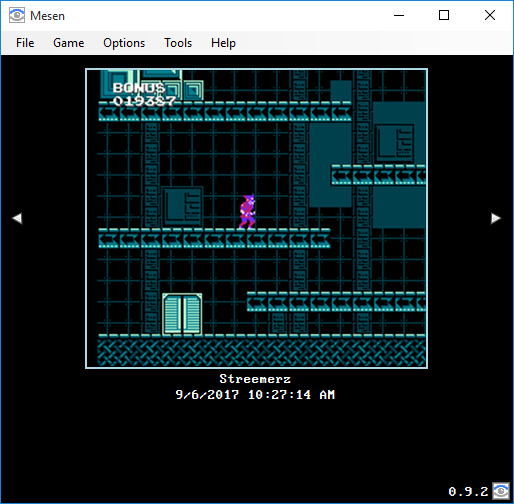 Mesen
File Game Options Tools Help
BONUS
019387
Streemerz
9/6/2017 10:27:14 AM
0.9.2